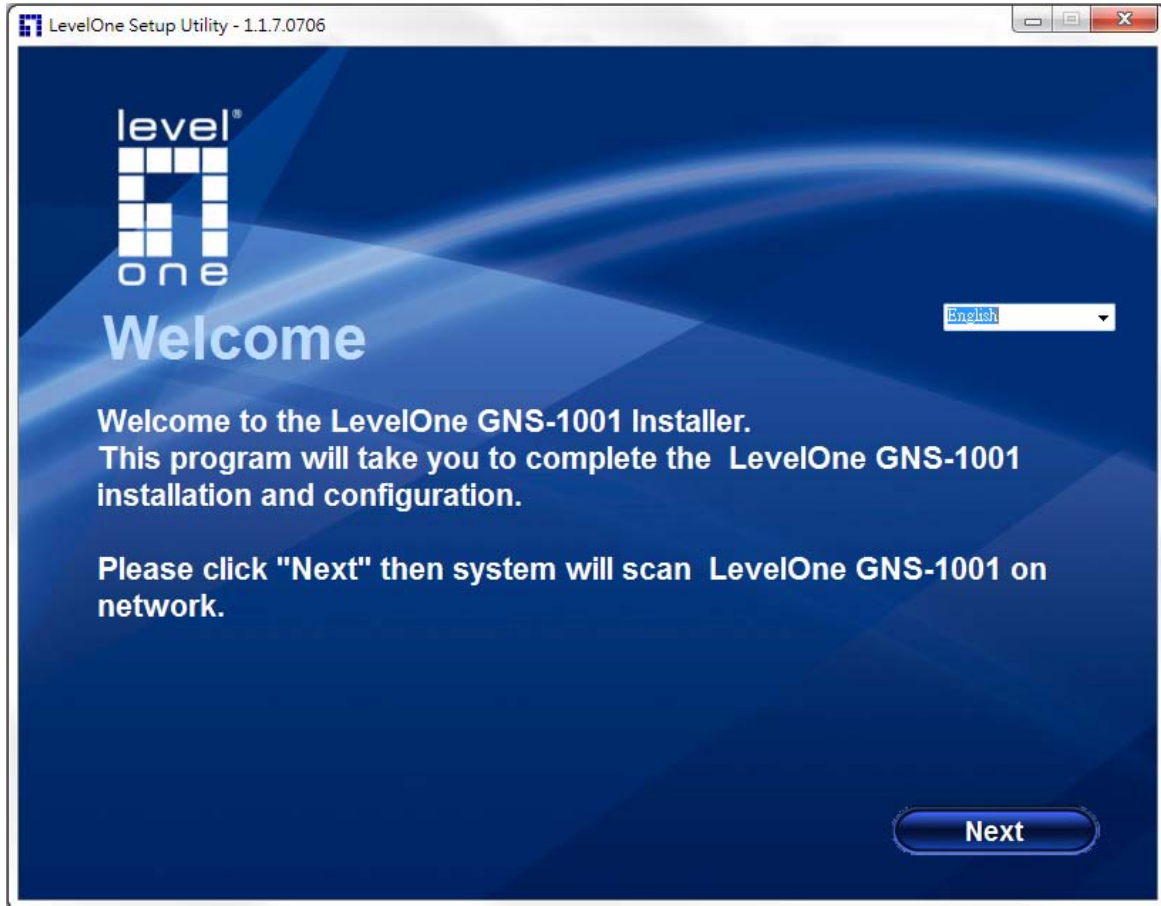 LevelOne Setup Utility - 1.1.7.0706
level®
one
Welcome
English
Welcome to the LevelOne GNS-1001 Installer.
This program will take you to complete the LevelOne GNS-1001
installation and configuration.
Please click "Next" then system will scan LevelOne GNS-1001 on
network.
Next